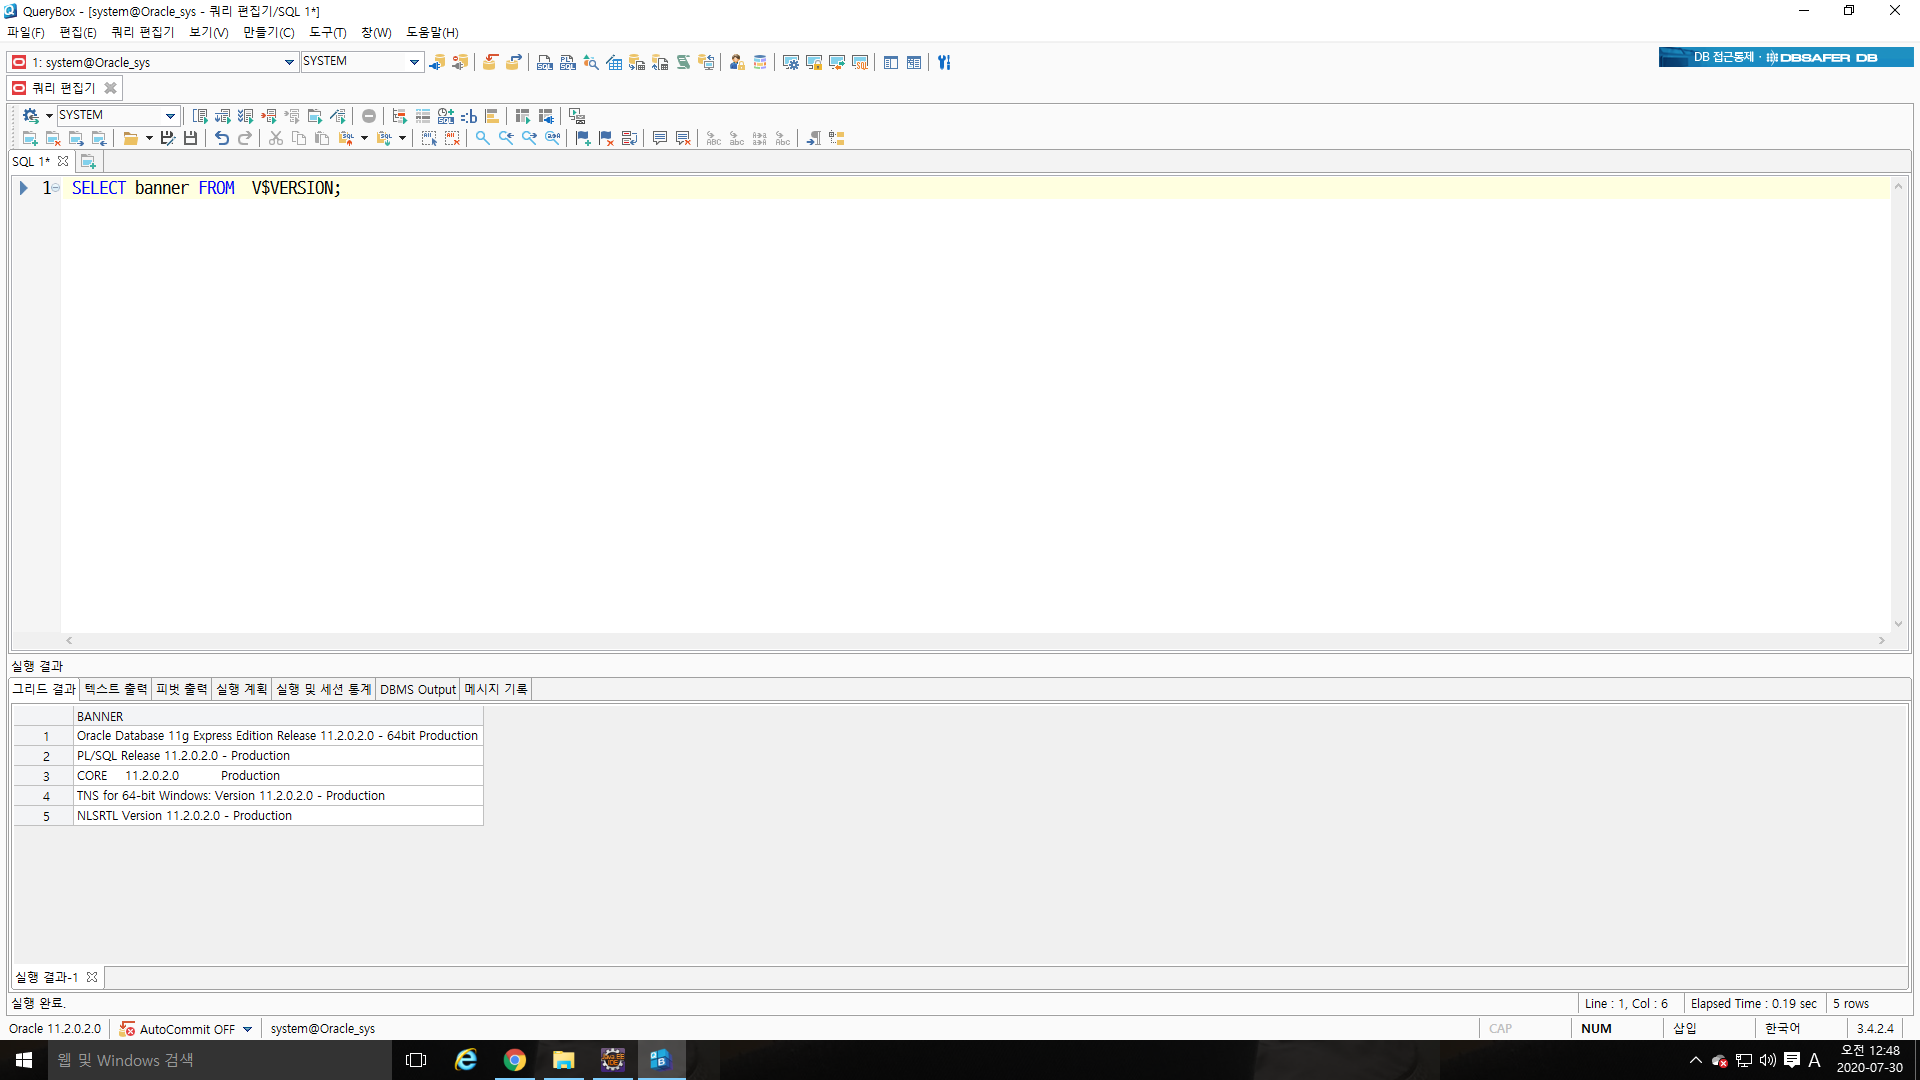 QueryBox - [system@Oracle_sys - 쿼리 편집기/SQL 1*]
파일(F) 편집(E) 쿼리 편집기 보기(V) 만들기(C) 도구(T) 창(W) 도움말(H)
1: system@Oracle_sys SYSTEM
DB 접근통제 · DBSAFER DB
쿼리 편집기
SYSTEM
SQL 1*
1 SELECT banner FROM  V$VERSION;
실행 결과
그리드 결과 텍스트 출력 피벗 출력 실행 계획 실행 및 세션 통계 DBMS Output 메시지 기록
BANNER
1 Oracle Database 11g Express Edition Release 11.2.0.2.0 - 64bit Production
2 PL/SQL Release 11.2.0.2.0 - Production
3 CORE 11.2.0.2.0 Production
4 TNS for 64-bit Windows: Version 11.2.0.2.0 - Production
5 NLSRTL Version 11.2.0.2.0 - Production
실행 결과-1
실행 완료.
Line : 1, Col : 6 Elapsed Time : 0.19 sec 5 rows
Oracle 11.2.0.2.0 AutoCommit OFF system@Oracle_sys CAP NUM 삽입 한국어 3.4.2.4
웹 및 Windows 검색
A
오전 12:48
2020-07-30